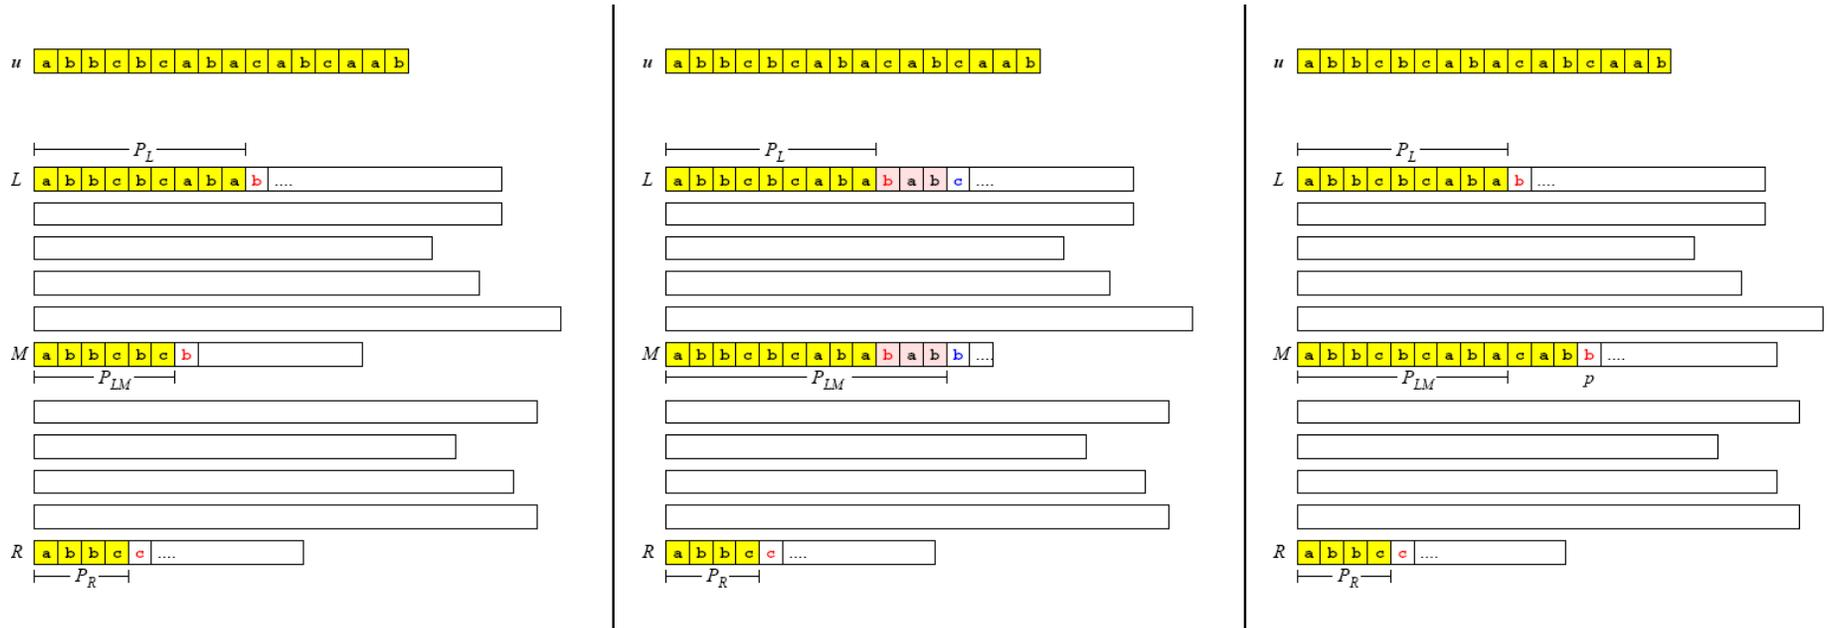 u a b b c b c a b a c a b c a a b
P_L
L a b b c b c a b a b ....
M a b b c b c b
P_LM
R a b b c c ....
P_R
u a b b c b c a b a c a b c a a b
P_L
L a b b c b c a b a b a b c ....
M a b b c b c a b a b a b b ....
P_LM
R a b b c c ....
P_R
u a b b c b c a b a c a b c a a b
P_L
L a b b c b c a b a b ....
M a b b c b c a b a c a b b ....
P_LM p
R a b b c c ....
P_R